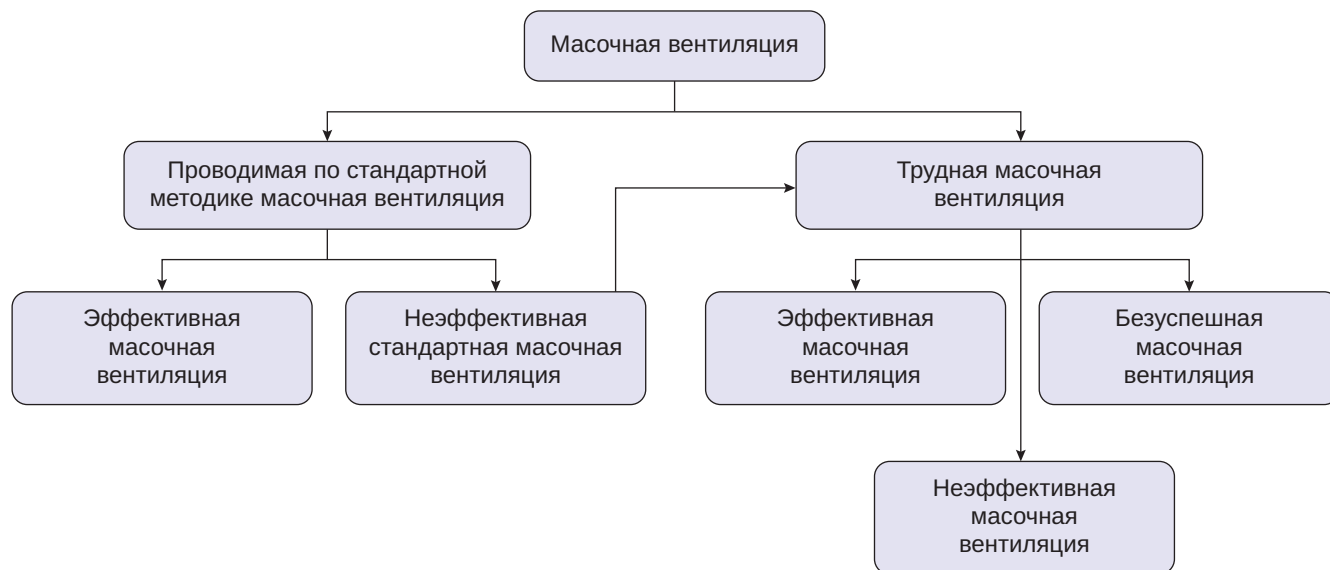 Масочная вентиляция
Проводимая по стандартной
методике масочная вентиляция
Трудная масочная
вентиляция
Эффективная
масочная
вентиляция
Неэффективная
стандартная масочная
вентиляция
Эффективная
масочная
вентиляция
Безуспешная
масочная
вентиляция
Неэффективная
масочная
вентиляция